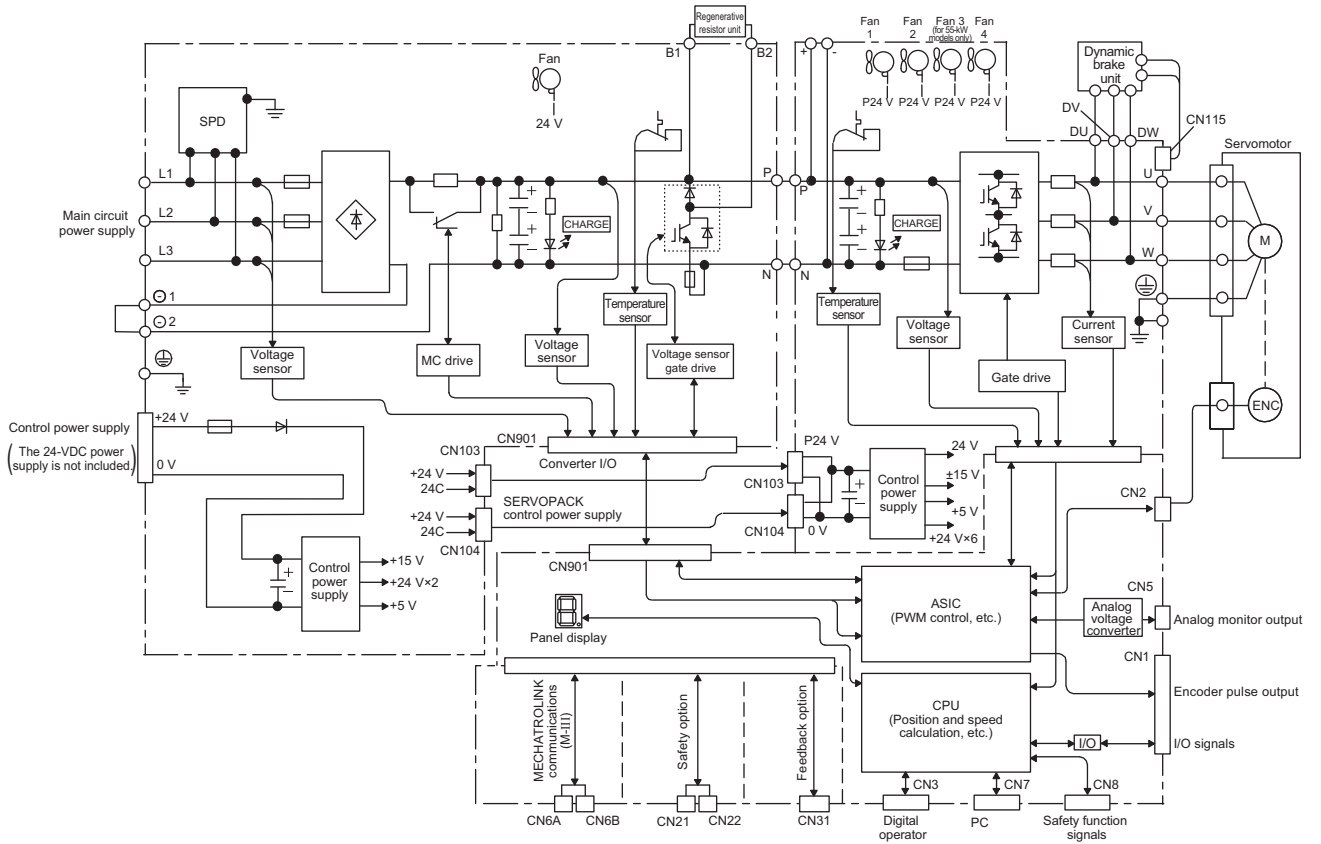 Regenerative
resistor unit
B1
B2
Fan
24 V
+
-
Fan
1
Fan
2
Fan 3
(for 55-kW
models only)
Fan
4
P24 V
P24 V
P24 V
P24 V
Dynamic
brake
unit
DV
DU
DW
CN115
Servomotor
SPD
L1
L2
L3
Main circuit
power supply
⊖ 1
⊖ 2
+
−
+
−
CHARGE
P
P
N
N
+
−
CHARGE
U
V
W
M
ENC
Voltage
sensor
MC drive
Voltage
sensor
Temperature
sensor
Voltage sensor
gate drive
Temperature
sensor
Voltage
sensor
Gate drive
Current
sensor
Control power supply
(The 24-VDC power
supply is not included.)
+24 V
0 V
CN901
Converter I/O
CN103
+24 V
24C
+24 V
24C
CN104
SERVOPACK
control power supply
P24 V
CN103
CN104
0 V
+
−
Control
power
supply
24 V
±15 V
+5 V
+24 V×6
CN2
+
−
Control
power
supply
+15 V
+24 V×2
+5 V
CN901
Panel display
ASIC
(PWM control, etc.)
CN5
Analog
voltage
converter
Analog monitor output
CN1
Encoder pulse output
CPU
(Position and speed
calculation, etc.)
I/O
I/O signals
MECHATROLINK
communications
(M-III)
Safety option
Feedback option
CN6A
CN6B
CN21
CN22
CN31
CN3
CN7
CN8
Digital
operator
PC
Safety function
signals